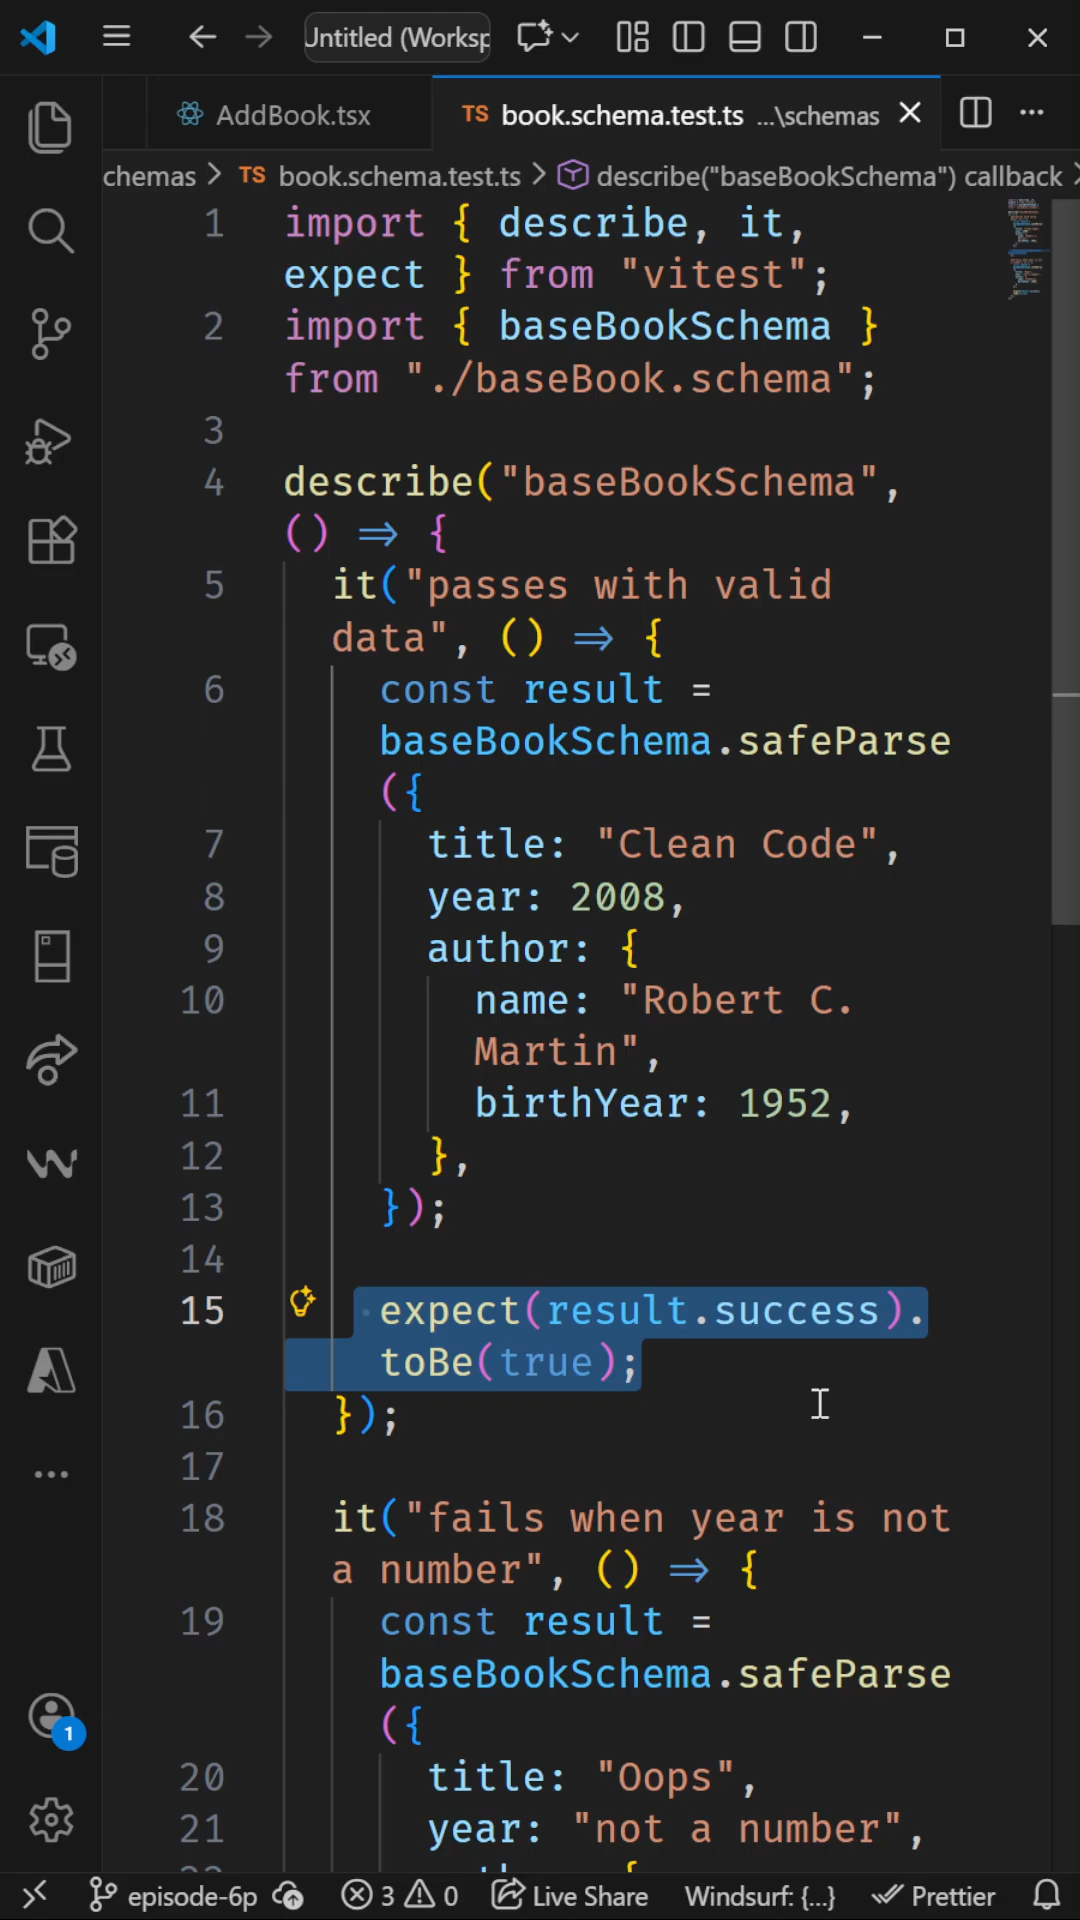 Untitled (Worksp
AddBook.tsx
TS book.schema.test.ts ...\schemas
chemas > TS book.schema.test.ts > describe("baseBookSchema") callback >
1 import { describe, it,
expect } from "vitest";
2 import { baseBookSchema }
from "./baseBook.schema";
3
4 describe("baseBookSchema",
() => {
5 it("passes with valid
data", () => {
6 const result =
baseBookSchema.safeParse
({
7 title: "Clean Code",
8 year: 2008,
9 author: {
10 name: "Robert C.
Martin",
11 birthYear: 1952,
12 },
13 });
14
15 expect(result.success).
toBe(true);
16 });
17
18 it("fails when year is not
a number", () => {
19 const result =
baseBookSchema.safeParse
({
20 title: "Oops",
21 year: "not a number",
1
episode-6p 3 0 Live Share Windsurf: {...} Prettier